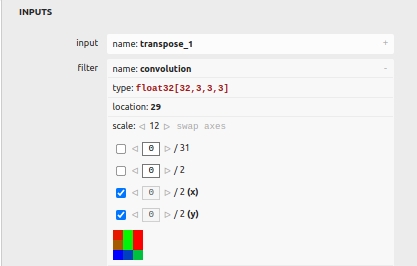 INPUTS
input name: transpose_1 +
filter name: convolution -
type: float32[32,3,3,3]
location: 29
scale: ◁ 12 ▷ swap axes
◁ 0 ▷ / 31
◁ 0 ▷ / 2
◁ 0 ▷ / 2 (x)
◁ 0 ▷ / 2 (y)